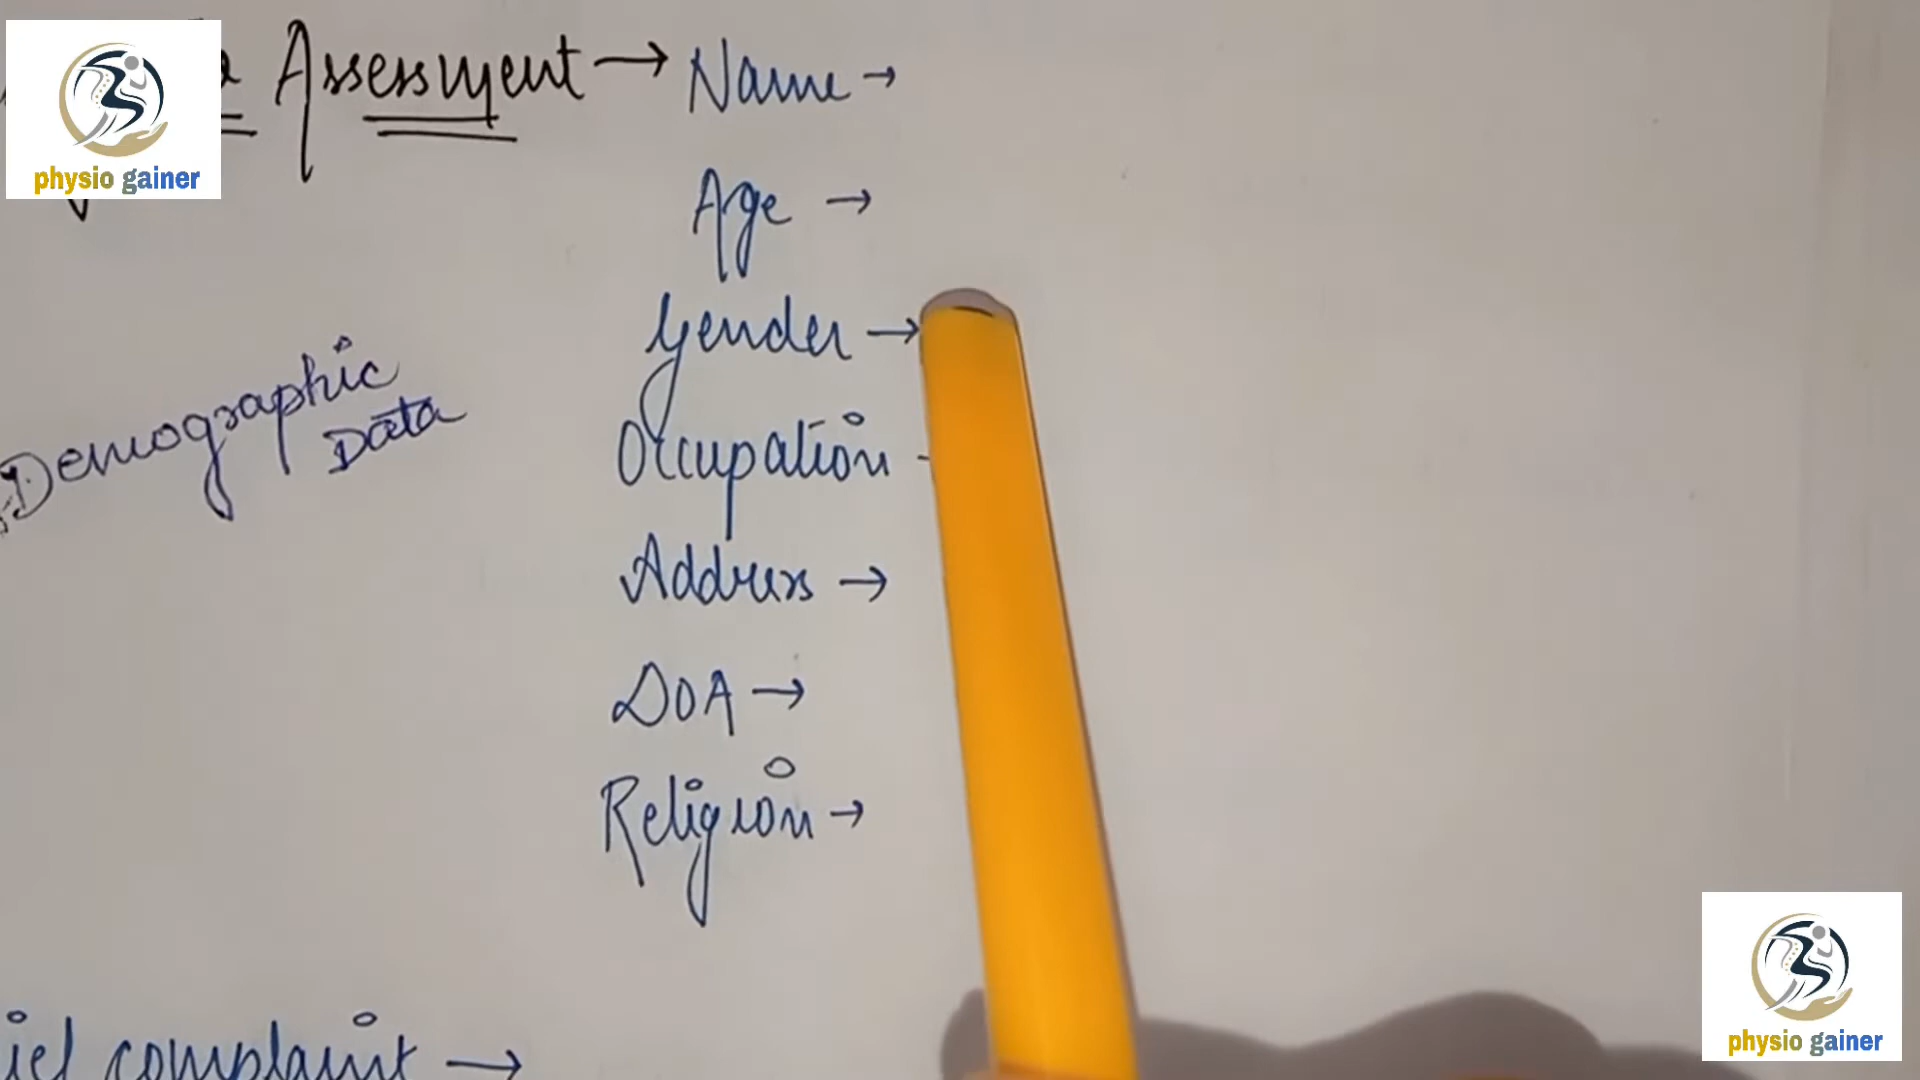 Assessment → Name →
physio gainer
Age →
Gender →
Demographic
Data
Occupation -
Address →
DOA →
Religion →
complaint →
physio gainer